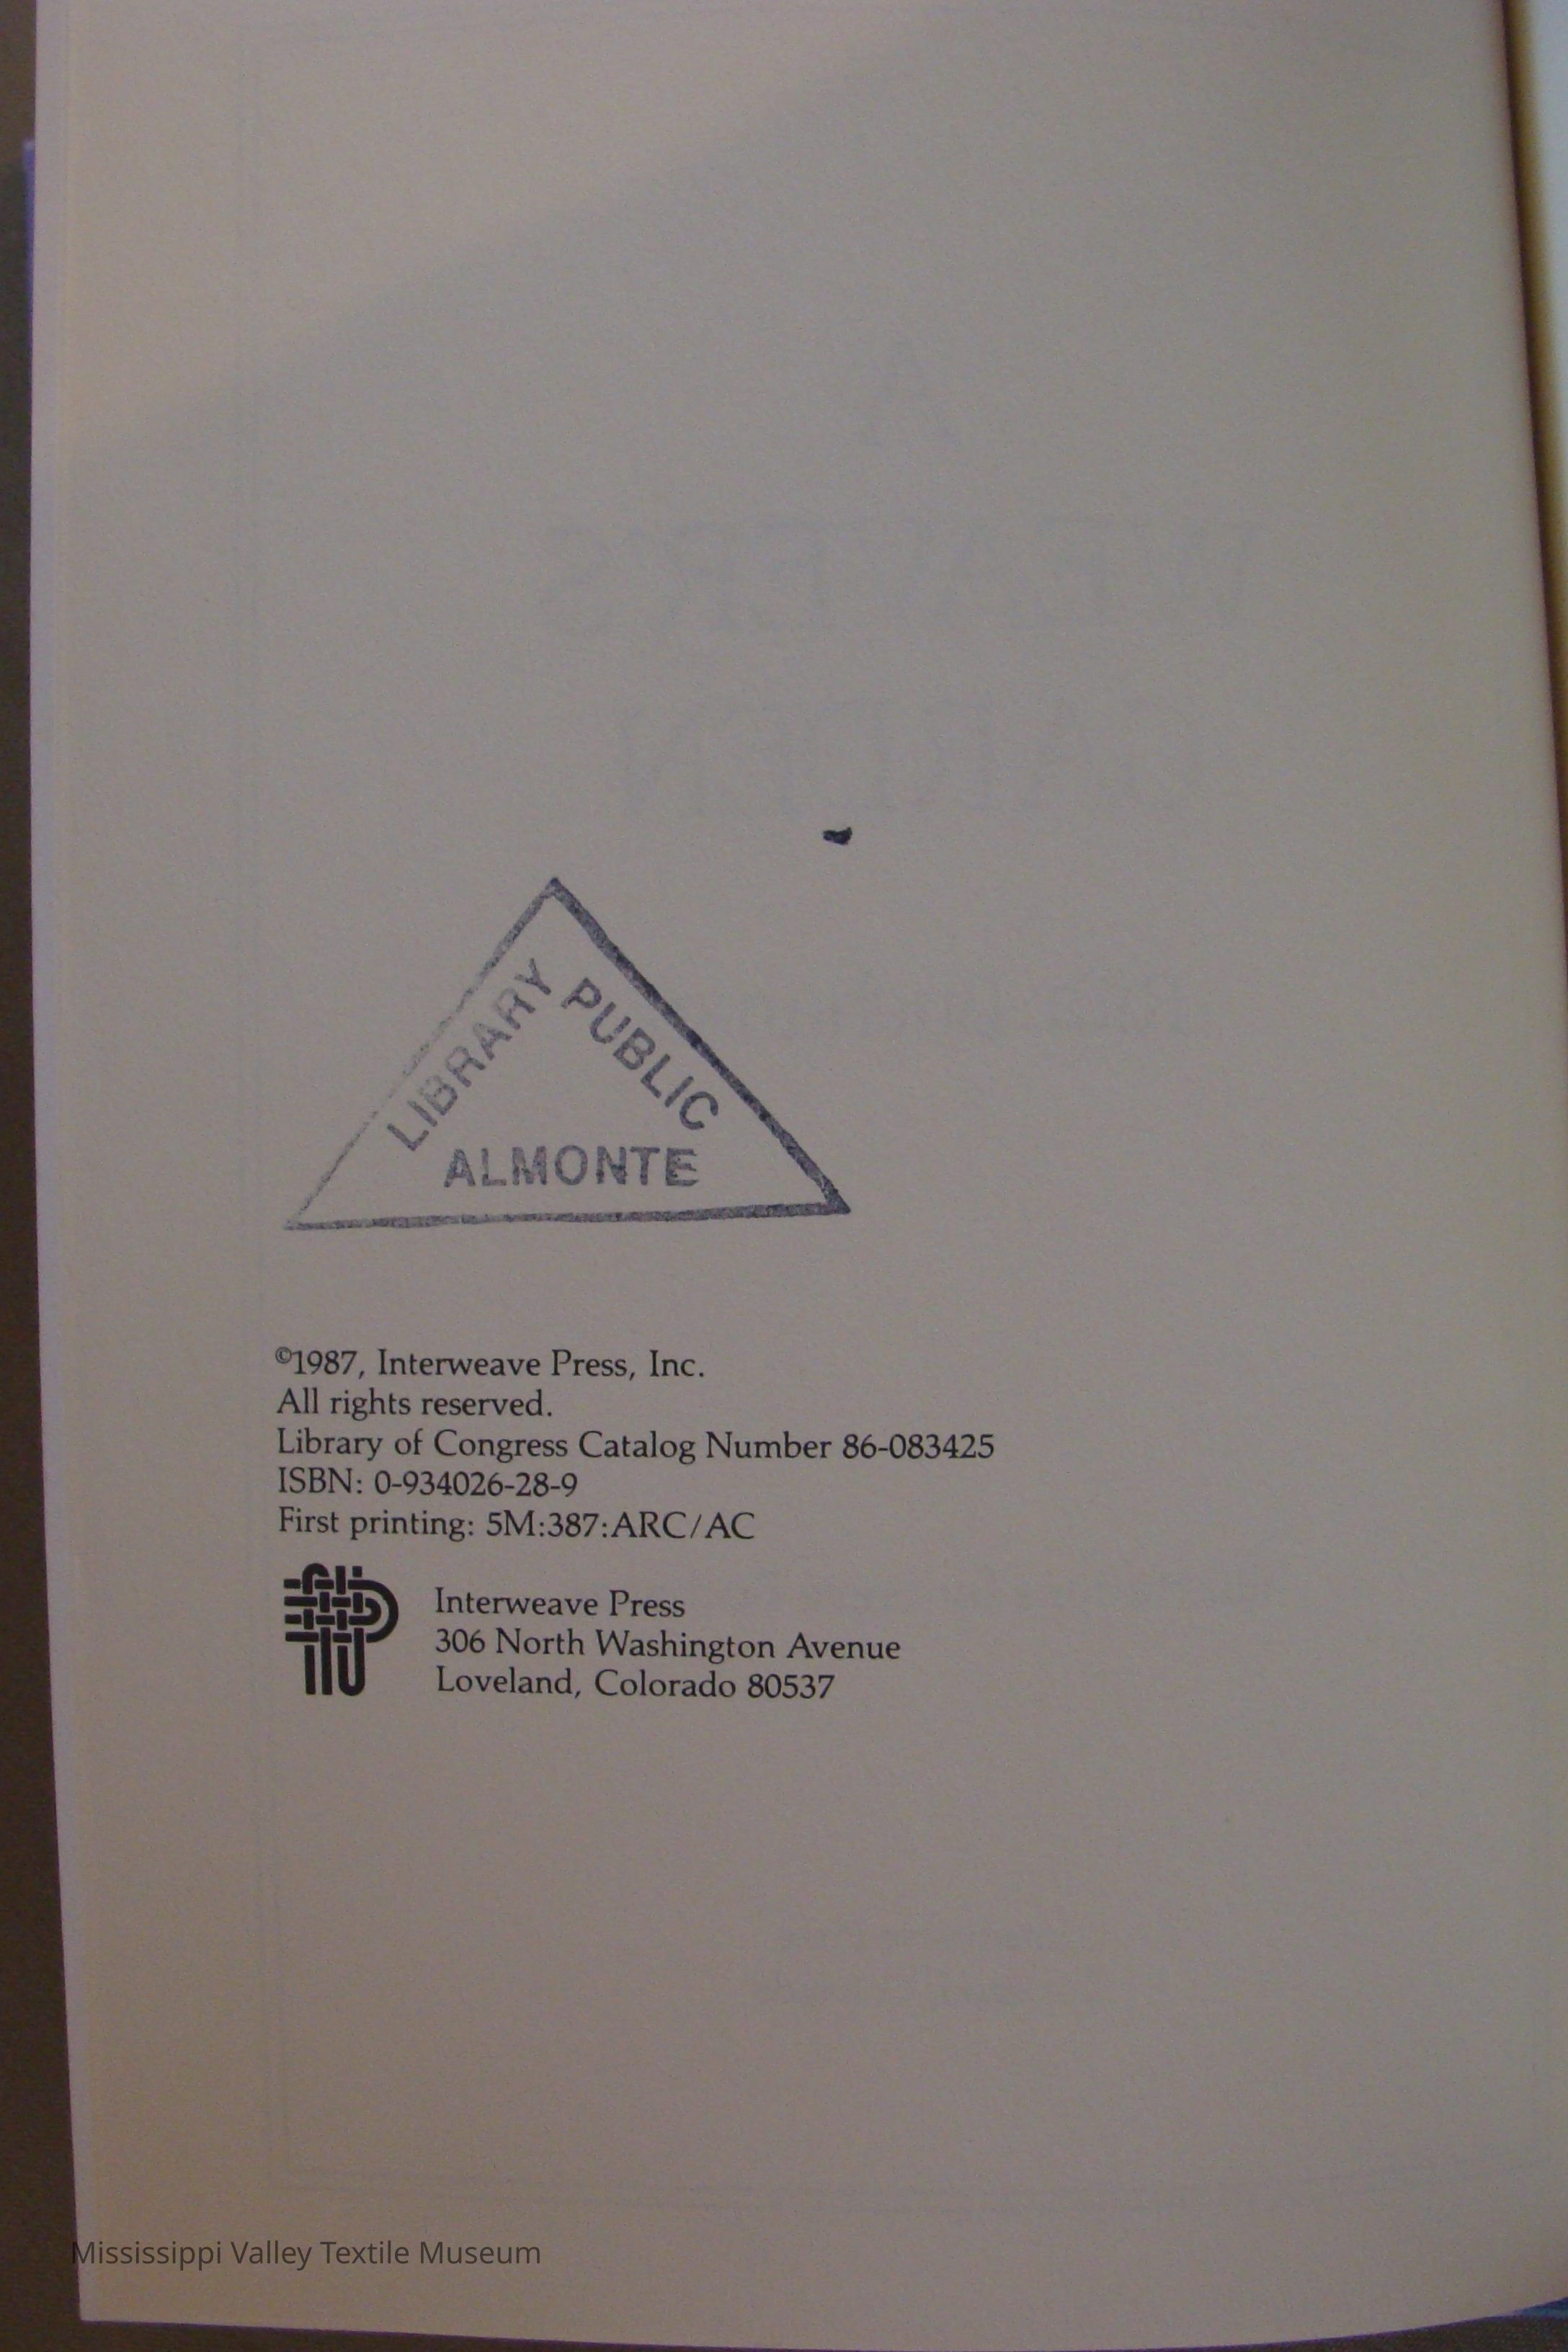 LIBRARY
PUBLIC
ALMONTE
©1987, Interweave Press, Inc.
All rights reserved.
Library of Congress Catalog Number 86-083425
ISBN: 0-934026-28-9
First printing: 5M:387:ARC/AC
Interweave Press
306 North Washington Avenue
Loveland, Colorado 80537
Mississippi Valley Textile Museum